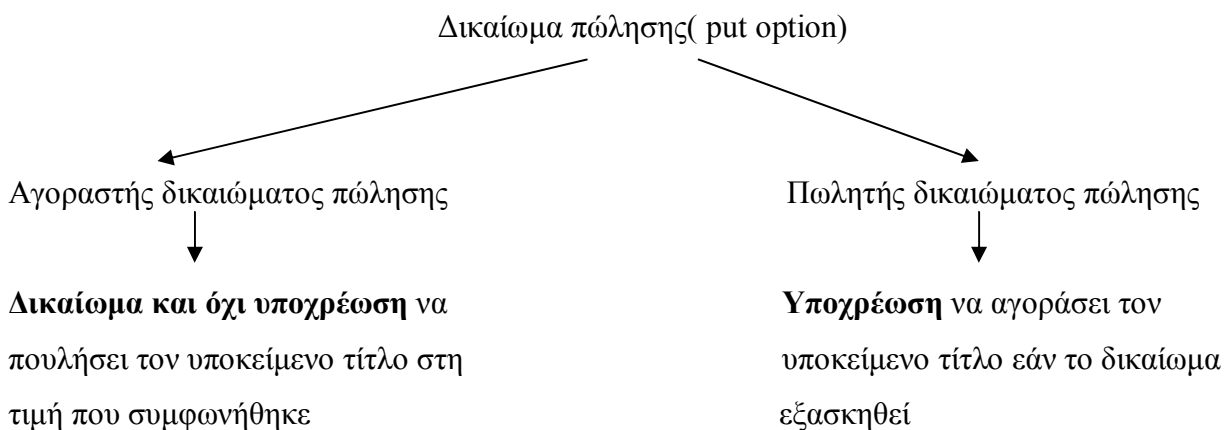 Δικαίωμα πώλησης( put option)
Αγοραστής δικαιώματος πώλησης
Δικαίωμα και όχι υποχρέωση να
πουλήσει τον υποκείμενο τίτλο στη
τιμή που συμφωνήθηκε
Πωλητής δικαιώματος πώλησης
Υποχρέωση να αγοράσει τον
υποκείμενο τίτλο εάν το δικαίωμα
εξασκηθεί